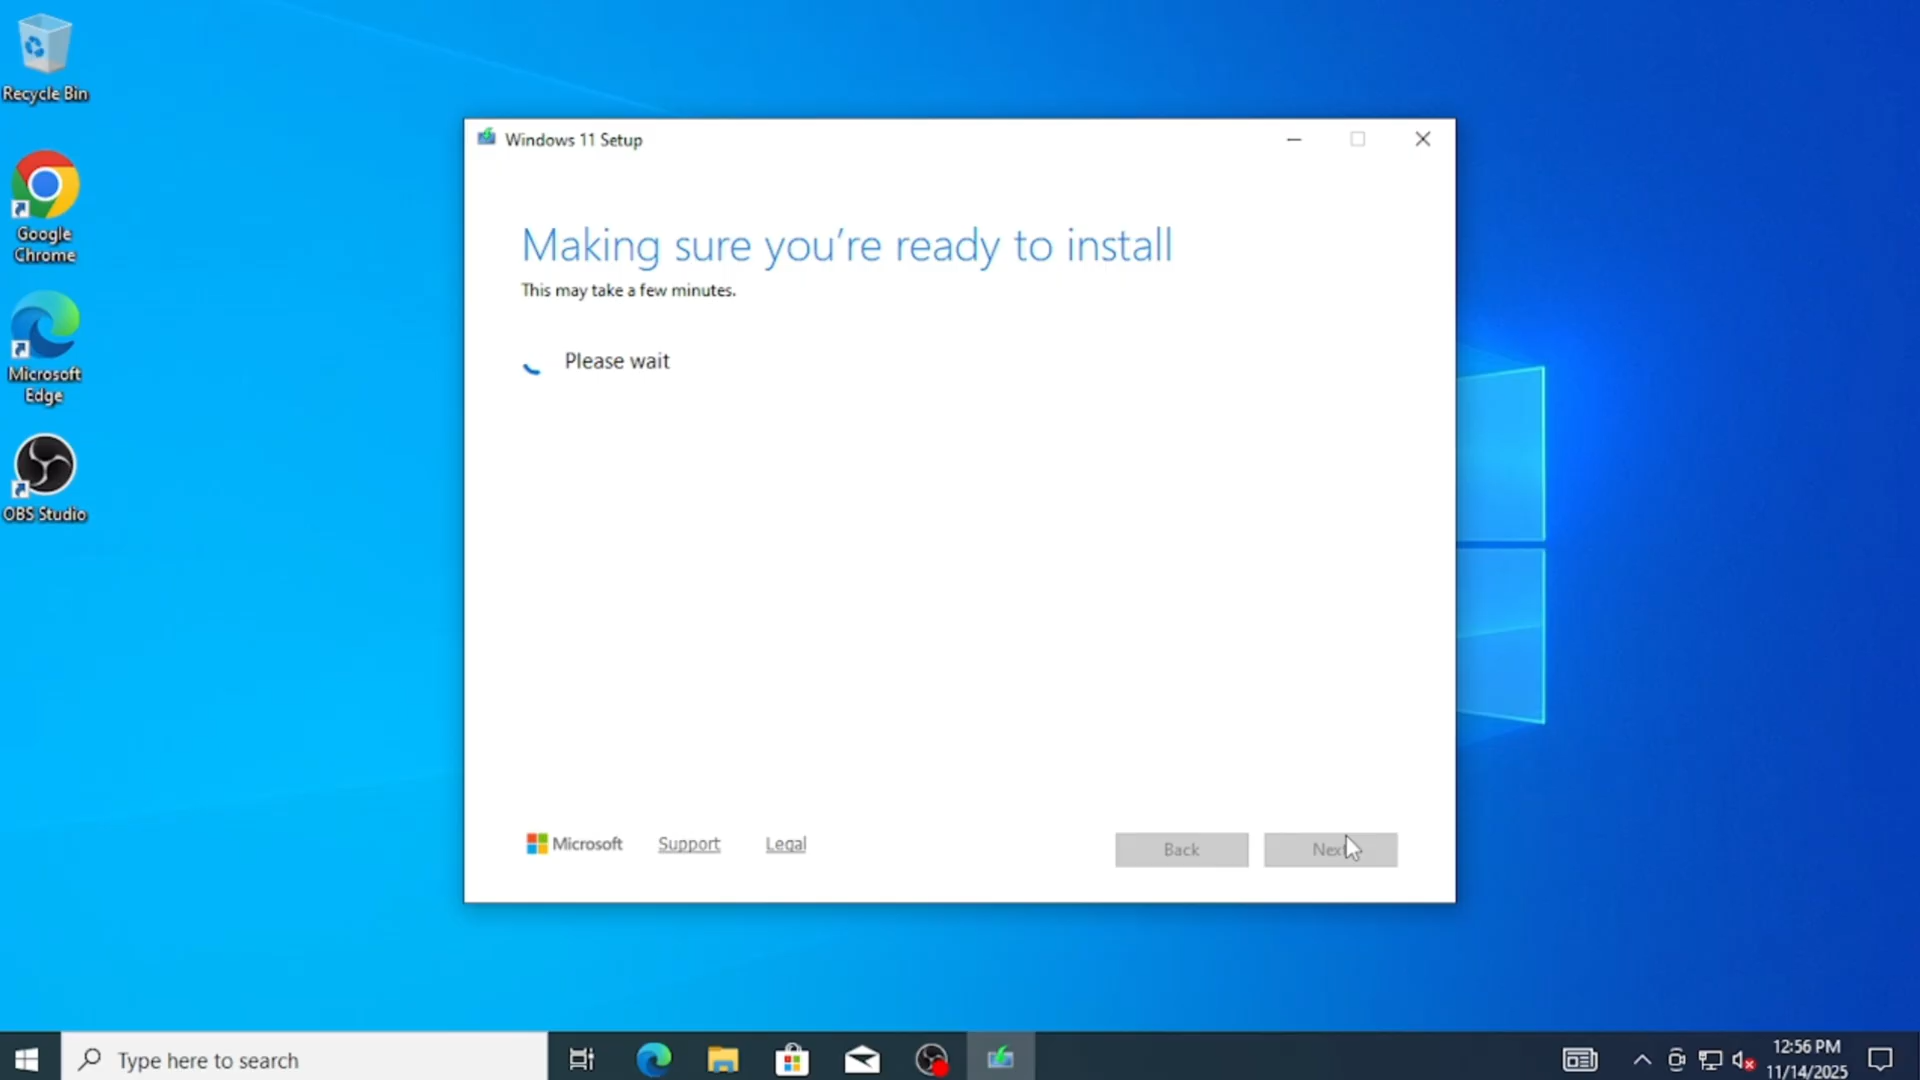 Recycle Bin
Google
Chrome
Microsoft
Edge
OBS Studio
Windows 11 Setup
Making sure you're ready to install
This may take a few minutes.
Please wait
Microsoft
Support
Legal
Back
Next
Type here to search
12:56 PM
11/14/2025